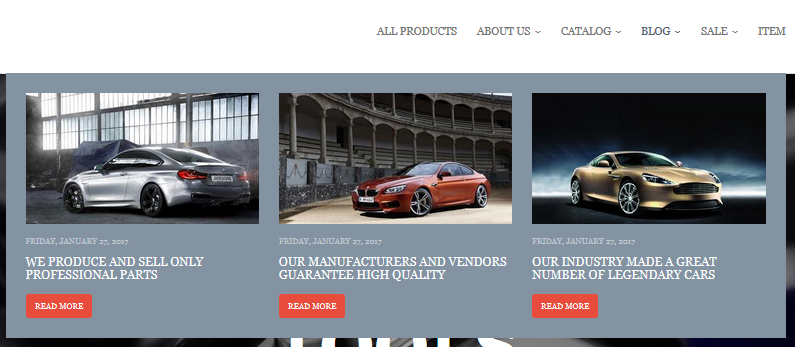 ALL PRODUCTS ABOUT US CATALOG BLOG SALE ITEM
FRIDAY, JANUARY 27, 2017
WE PRODUCE AND SELL ONLY
PROFESSIONAL PARTS
READ MORE
FRIDAY, JANUARY 27, 2017
OUR MANUFACTURERS AND VENDORS
GUARANTEE HIGH QUALITY
READ MORE
FRIDAY, JANUARY 27, 2017
OUR INDUSTRY MADE A GREAT
NUMBER OF LEGENDARY CARS
READ MORE